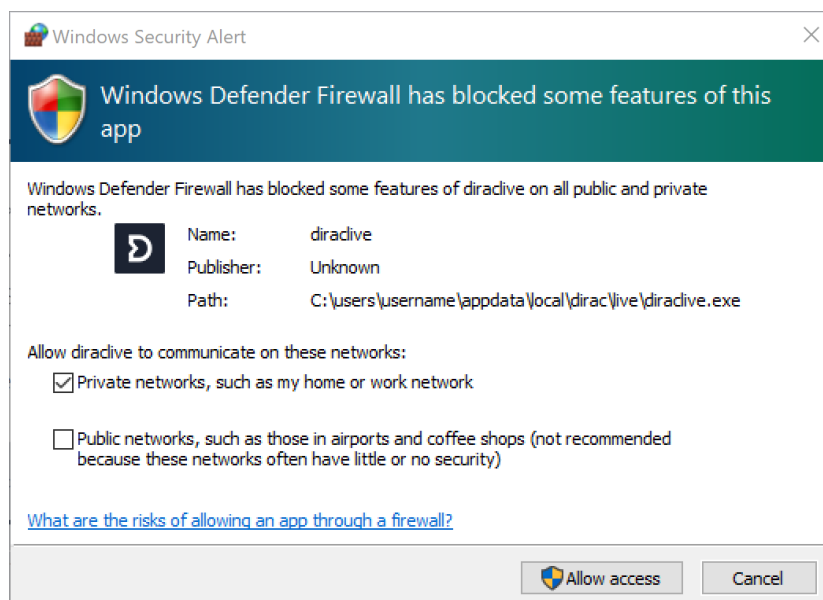 Windows Security Alert
Windows Defender Firewall has blocked some features of this
app
Windows Defender Firewall has blocked some features of diraclive on all public and private
networks.
Name: diraclive
Publisher: Unknown
Path: C:\users\username\appdata\local\dirac\live\diraclive.exe
Allow diraclive to communicate on these networks:
Private networks, such as my home or work network
Public networks, such as those in airports and coffee shops (not recommended
because these networks often have little or no security)
What are the risks of allowing an app through a firewall?
Allow access Cancel